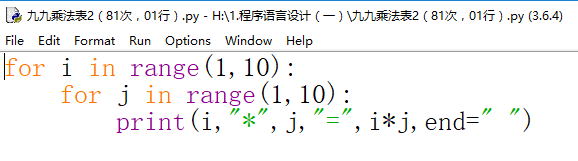 九九乘法表2（81次，01行）.py - H:\1.程序语言设计（一）\九九乘法表2（81次，01行）.py (3.6.4)
File Edit Format Run Options Window Help
for i in range(1,10):
    for j in range(1,10):
        print(i,"*",j,"=",i*j,end=" ")